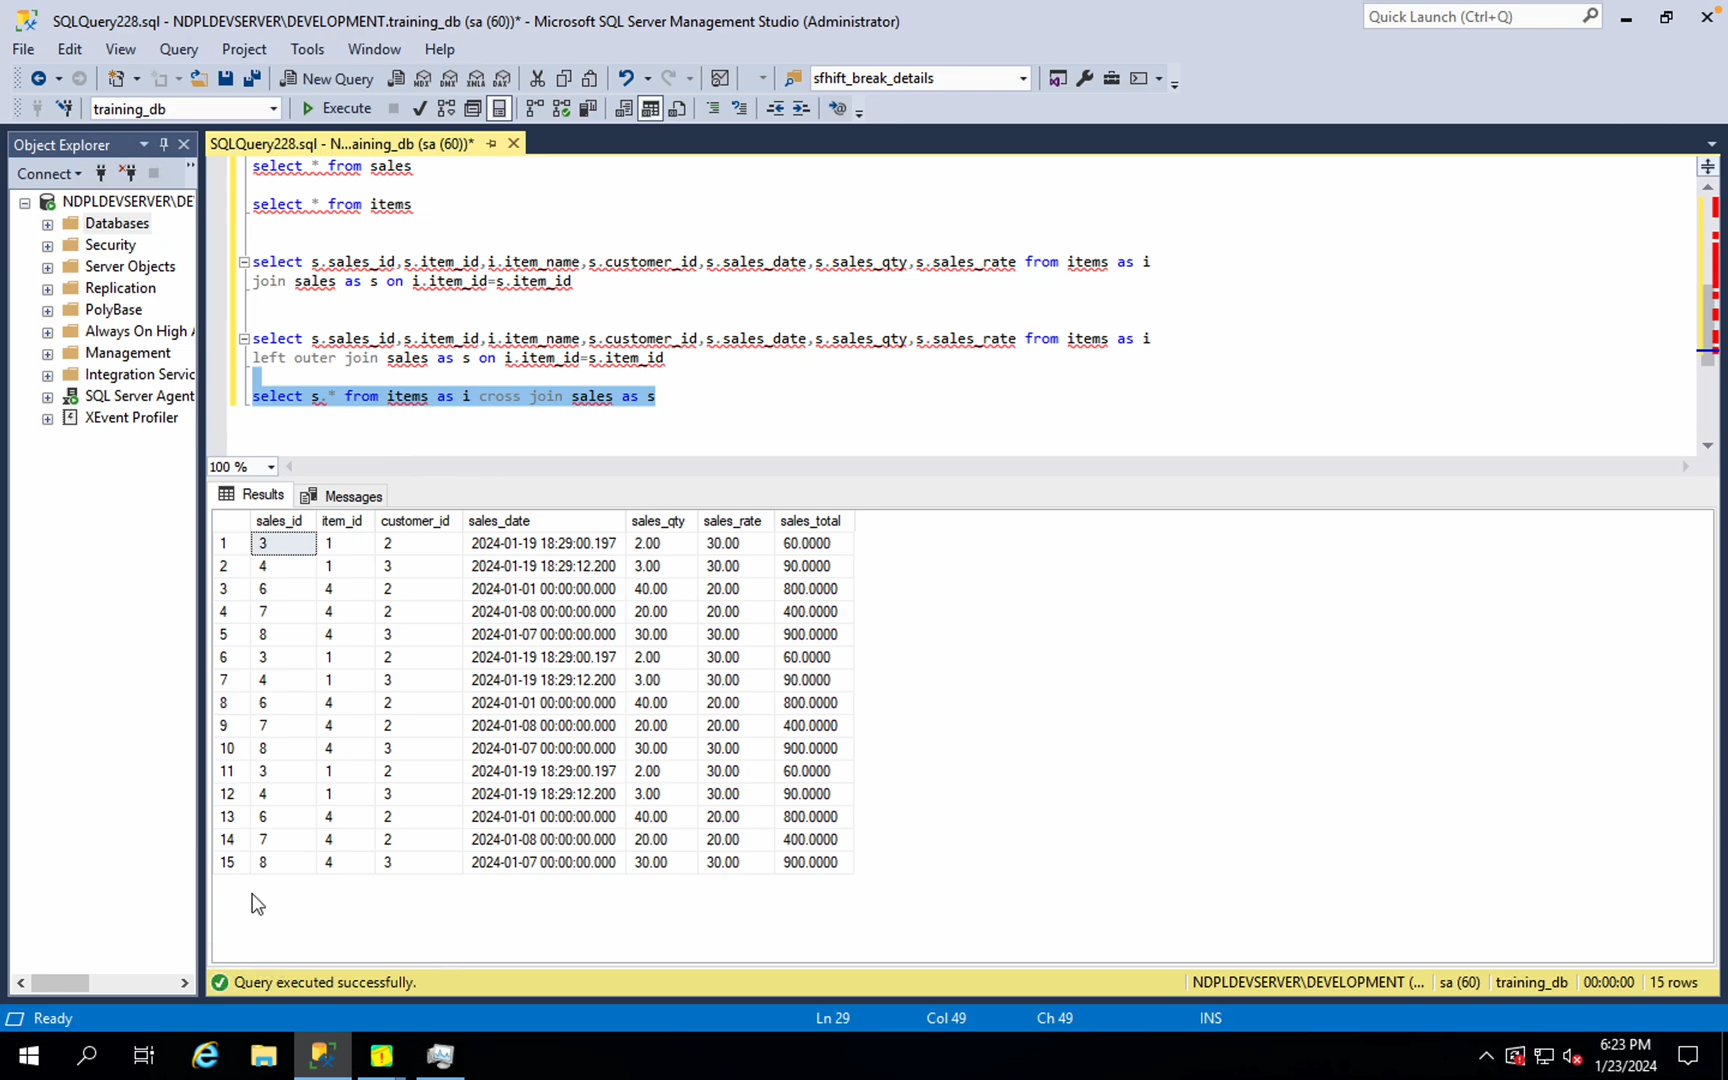 SQLQuery228.sql - NDPLDEVSERVER\DEVELOPMENT.training_db (sa (60))* - Microsoft SQL Server Management Studio (Administrator)
Quick Launch (Ctrl+Q)
File Edit View Query Project Tools Window Help
New Query MDX DMX XMLA DAX sfhift_break_details
training_db Execute
Object Explorer
SQLQuery228.sql - N...aining_db (sa (60))*
Connect
NDPLDEVSERVER\DE
Databases
Security
Server Objects
Replication
PolyBase
Always On High A
Management
Integration Servic
SQL Server Agent
XEvent Profiler
select * from sales
select * from items
select s.sales_id,s.item_id,i.item_name,s.customer_id,s.sales_date,s.sales_qty,s.sales_rate from items as i
join sales as s on i.item_id=s.item_id
select s.sales_id,s.item_id,i.item_name,s.customer_id,s.sales_date,s.sales_qty,s.sales_rate from items as i
left outer join sales as s on i.item_id=s.item_id
select s.* from items as i cross join sales as s
100 %
Results Messages
sales_id item_id customer_id sales_date sales_qty sales_rate sales_total
1 3 1 2 2024-01-19 18:29:00.197 2.00 30.00 60.0000
2 4 1 3 2024-01-19 18:29:12.200 3.00 30.00 90.0000
3 6 4 2 2024-01-01 00:00:00.000 40.00 20.00 800.0000
4 7 4 2 2024-01-08 00:00:00.000 20.00 20.00 400.0000
5 8 4 3 2024-01-07 00:00:00.000 30.00 30.00 900.0000
6 3 1 2 2024-01-19 18:29:00.197 2.00 30.00 60.0000
7 4 1 3 2024-01-19 18:29:12.200 3.00 30.00 90.0000
8 6 4 2 2024-01-01 00:00:00.000 40.00 20.00 800.0000
9 7 4 2 2024-01-08 00:00:00.000 20.00 20.00 400.0000
10 8 4 3 2024-01-07 00:00:00.000 30.00 30.00 900.0000
11 3 1 2 2024-01-19 18:29:00.197 2.00 30.00 60.0000
12 4 1 3 2024-01-19 18:29:12.200 3.00 30.00 90.0000
13 6 4 2 2024-01-01 00:00:00.000 40.00 20.00 800.0000
14 7 4 2 2024-01-08 00:00:00.000 20.00 20.00 400.0000
15 8 4 3 2024-01-07 00:00:00.000 30.00 30.00 900.0000
Query executed successfully.
NDPLDEVSERVER\DEVELOPMENT (... sa (60) training_db 00:00:00 15 rows
Ready Ln 29 Col 49 Ch 49 INS
6:23 PM
1/23/2024